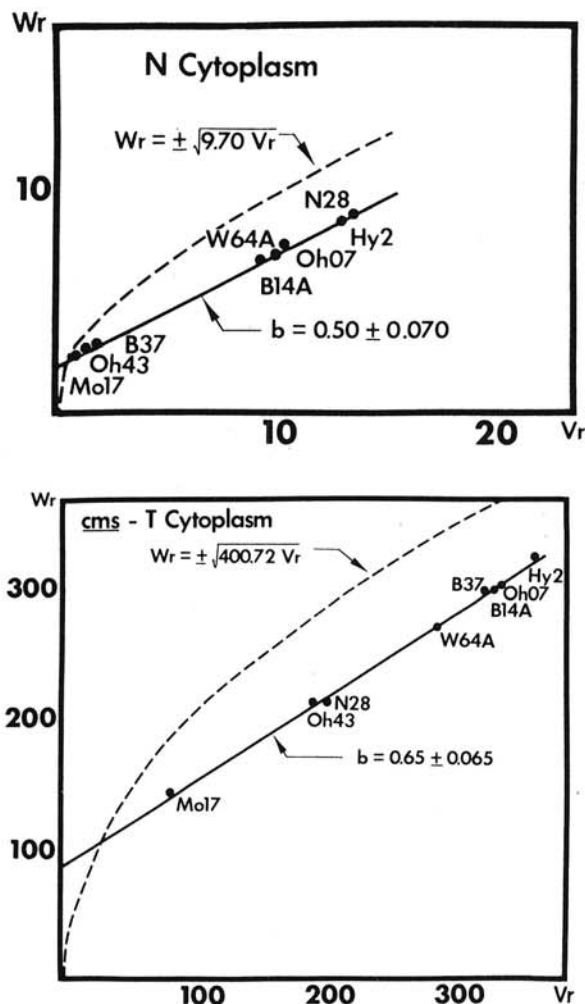 Wr
N Cytoplasm
Wr = ± √9.70 Vr
10
N28
W64A
Hy2
Oh07
B14A
b = 0.50 ± 0.070
B37
Oh43
Mo17
10
20
Vr
Wr
cms - T Cytoplasm
Wr = ± √400.72 Vr
300
B37
Hy2
Oh07
B14A
W64A
200
N28
Oh43
b = 0.65 ± 0.065
Mo17
100
100
200
300
Vr